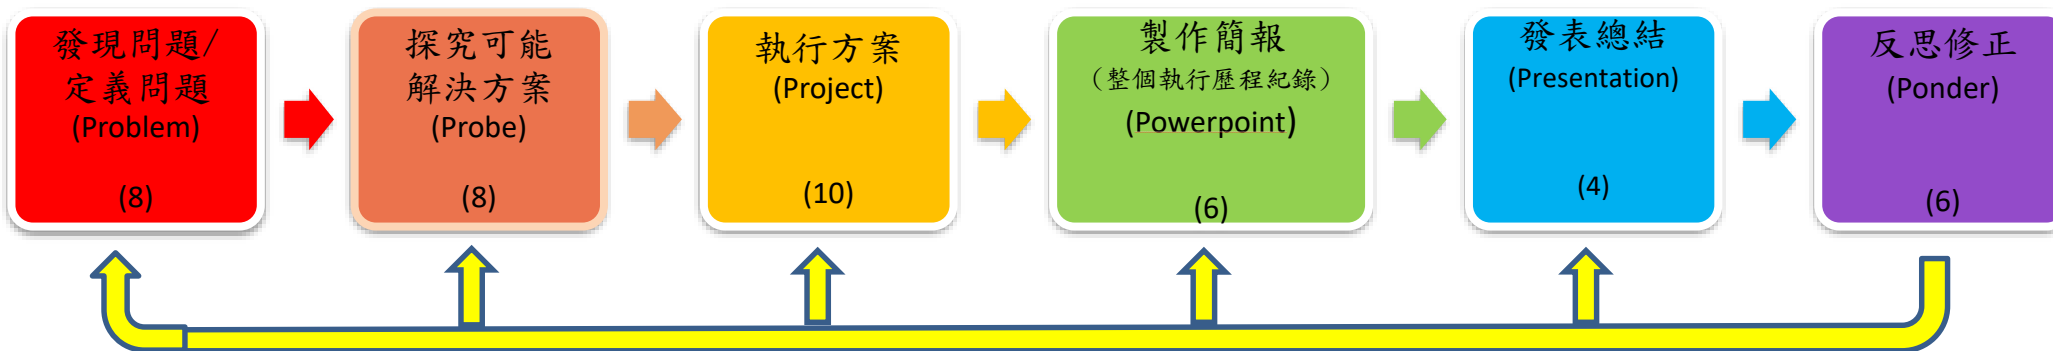 發現問題/
定義問題
(Problem)
(8)
探究可能
解決方案
(Probe)
(8)
執行方案
(Project)
(10)
製作簡報
（整個執行歷程紀錄）
(Powerpoint)
(6)
發表總結
(Presentation)
(4)
反思修正
(Ponder)
(6)